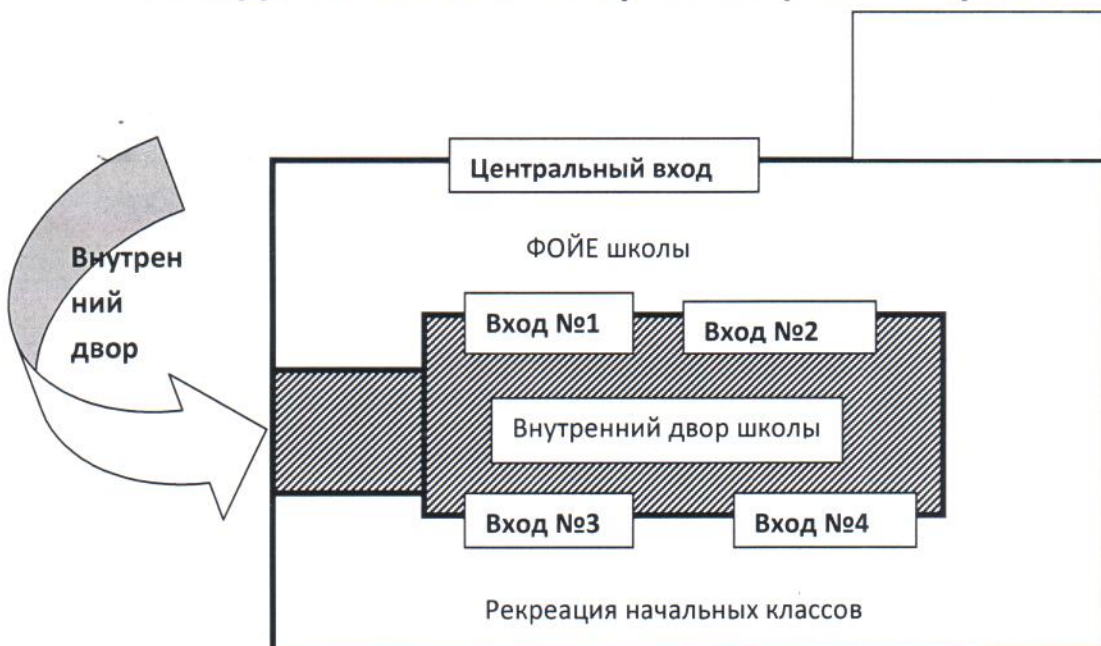 Центральный вход
ФОЙЕ школы
Внутрен
ний
двор
Вход №1
Вход №2
Внутренний двор школы
Вход №3
Вход №4
Рекреация начальных классов